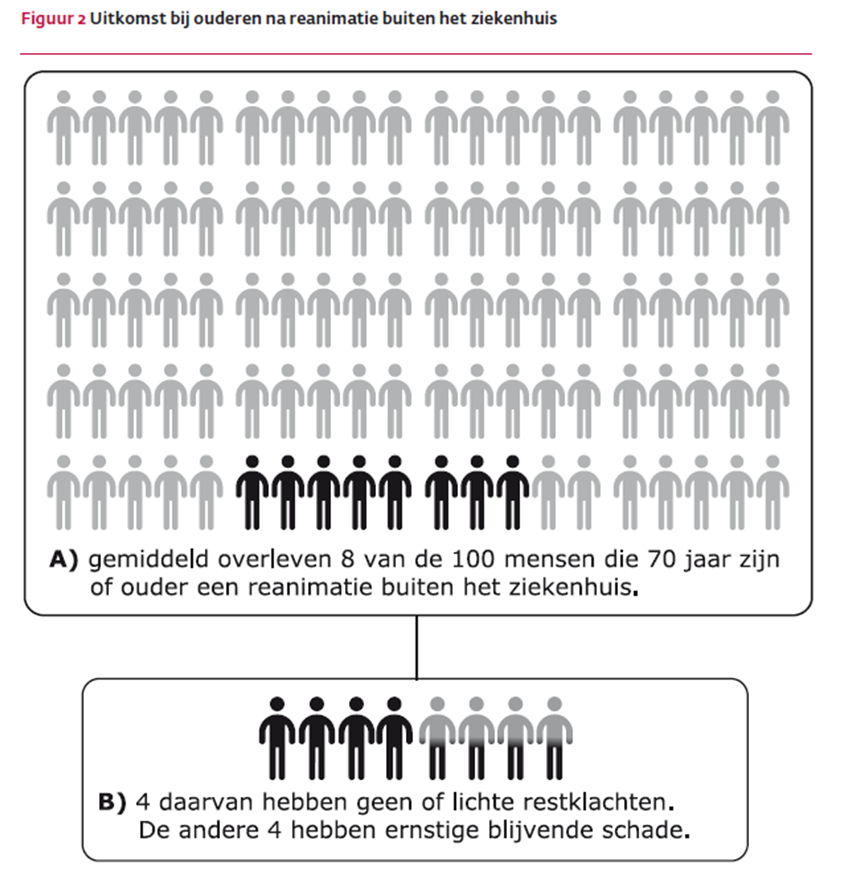 Figuur 2 Uitkomst bij ouderen na reanimatie buiten het ziekenhuis
A) gemiddeld overleven 8 van de 100 mensen die 70 jaar zijn
of ouder een reanimatie buiten het ziekenhuis.
B) 4 daarvan hebben geen of lichte restklachten.
De andere 4 hebben ernstige blijvende schade.